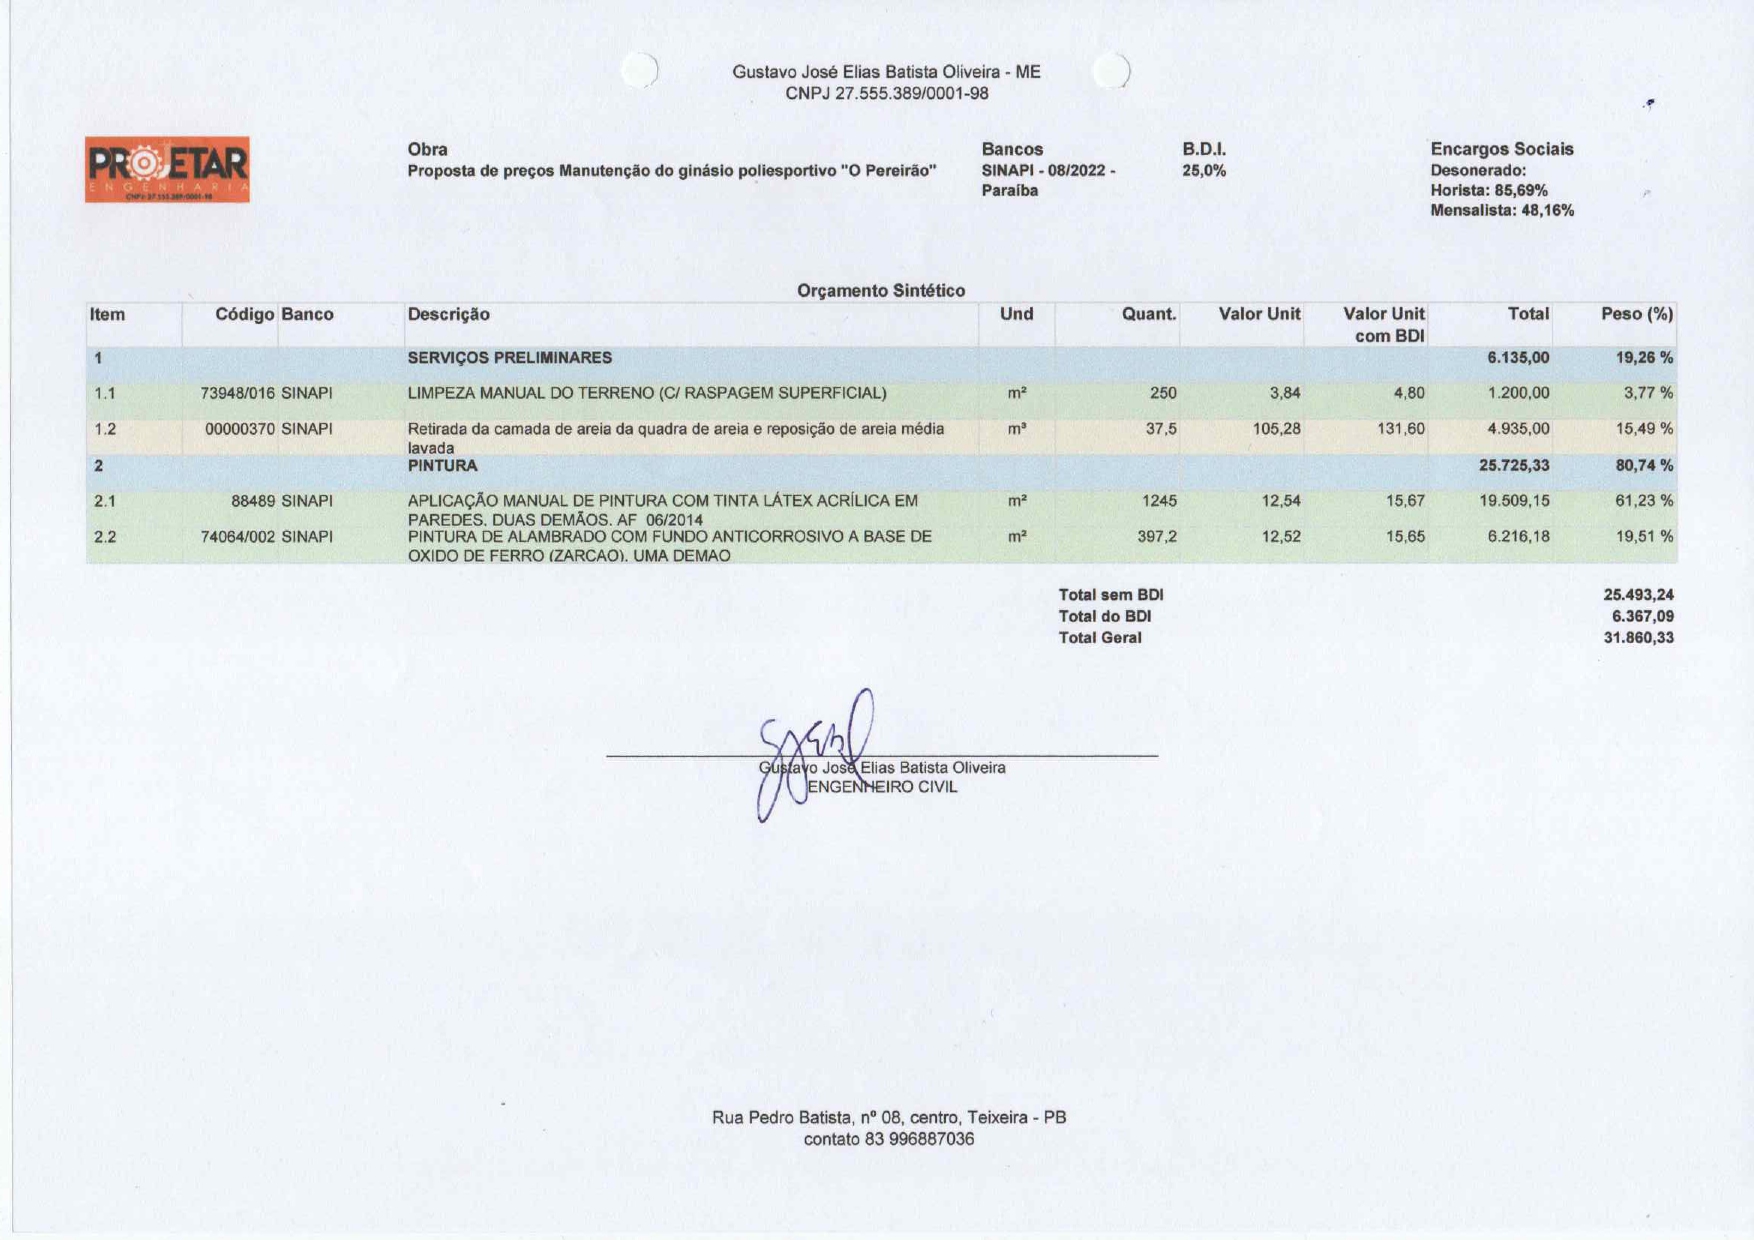 Gustavo José Elias Batista Oliveira - ME
CNPJ 27.555.389/0001-98
PROJETAR
ENGENHARIA
CNPJ 27.555.389/0001-98
Obra
Proposta de preços Manutenção do ginásio poliesportivo "O Pereirão"
Bancos
SINAPI - 08/2022 -
Paraíba
B.D.I.
25,0%
Encargos Sociais
Desonerado:
Horista: 85,69%
Mensalista: 48,16%
Orçamento Sintético
Item Código Banco Descrição Und Quant. Valor Unit Valor Unit com BDI Total Peso (%)
1 SERVIÇOS PRELIMINARES 6.135,00 19,26 %
1.1 73948/016 SINAPI LIMPEZA MANUAL DO TERRENO (C/ RASPAGEM SUPERFICIAL) m² 250 3,84 4,80 1.200,00 3,77 %
1.2 00000370 SINAPI Retirada da camada de areia da quadra de areia e reposição de areia média m³ 37,5 105,28 131,60 4.935,00 15,49 %
lavada
2 PINTURA 25.725,33 80,74 %
2.1 88489 SINAPI APLICAÇÃO MANUAL DE PINTURA COM TINTA LÁTEX ACRÍLICA EM m² 1245 12,54 15,67 19.509,15 61,23 %
PAREDES, DUAS DEMÃOS. AF_06/2014
2.2 74064/002 SINAPI PINTURA DE ALAMBRADO COM FUNDO ANTICORROSIVO A BASE DE m² 397,2 12,52 15,65 6.216,18 19,51 %
OXIDO DE FERRO (ZARCAO), UMA DEMAO
Total sem BDI 25.493,24
Total do BDI 6.367,09
Total Geral 31.860,33
Gustavo José Elias Batista Oliveira
ENGENHEIRO CIVIL
Rua Pedro Batista, nº 08, centro, Teixeira - PB
contato 83 996887036